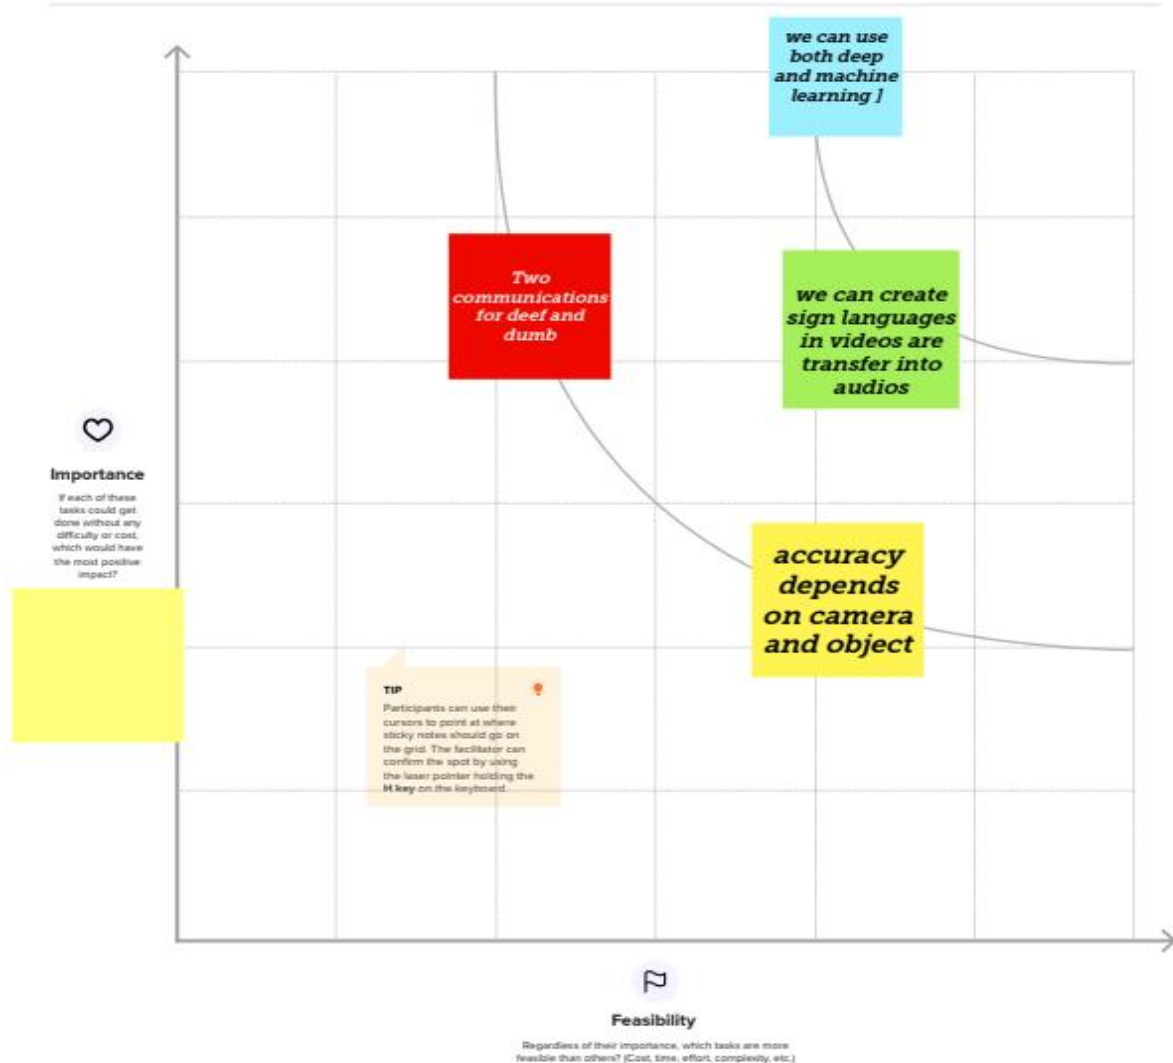 we can use
both deep
and machine
learning ]
Two
communications
for deef and
dumb
we can create
sign languages
in videos are
transfer into
audios
Importance
If each of these
tasks could get
done without any
difficulty or cost,
which would have
the most positive
impact?
accuracy
depends
on camera
and object
TIP
Participants can use their
cursors to point at where
sticky notes should go on
the grid. The facilitator can
confirm the spot by using
the laser pointer holding the
H key on the keyboard.
Feasibility
Regardless of their importance, which tasks are more
feasible than others? (Cost, time, effort, complexity, etc.)